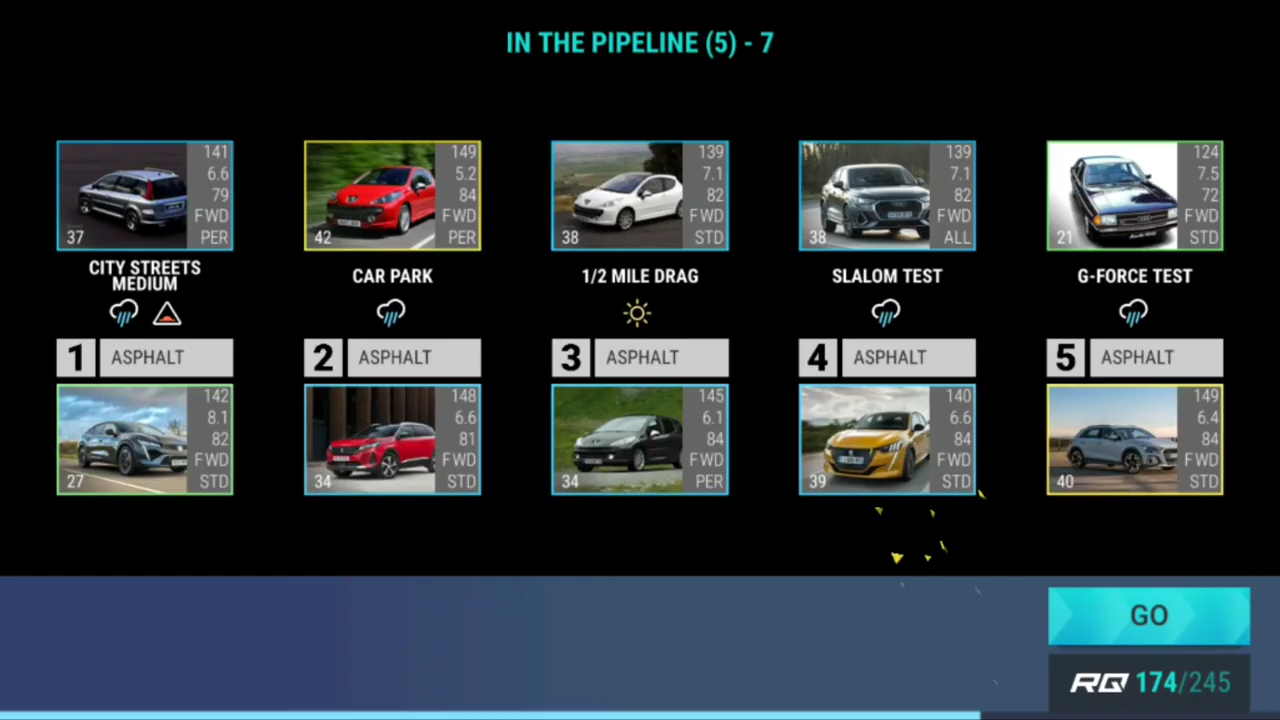 IN THE PIPELINE (5) - 7
141
6.6
79
FWD
PER
37
149
5.2
84
FWD
PER
42
139
7.1
82
FWD
STD
38
139
7.1
82
FWD
ALL
38
124
7.5
72
FWD
STD
21
CITY STREETS
MEDIUM
CAR PARK
1/2 MILE DRAG
SLALOM TEST
G-FORCE TEST
1 ASPHALT
2 ASPHALT
3 ASPHALT
4 ASPHALT
5 ASPHALT
142
8.1
82
FWD
STD
27
148
6.6
81
FWD
STD
34
145
6.1
84
FWD
PER
34
140
6.6
84
FWD
STD
39
149
6.4
84
FWD
STD
40
GO
RQ 174/245